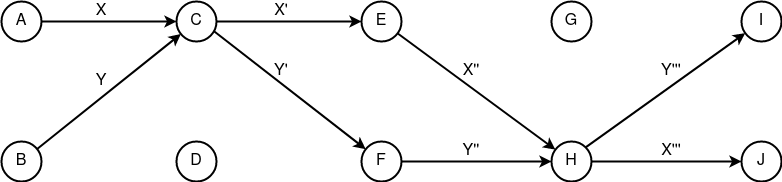 A X C X' E G I
Y Y' X'' Y'''
B D F Y'' H X''' J